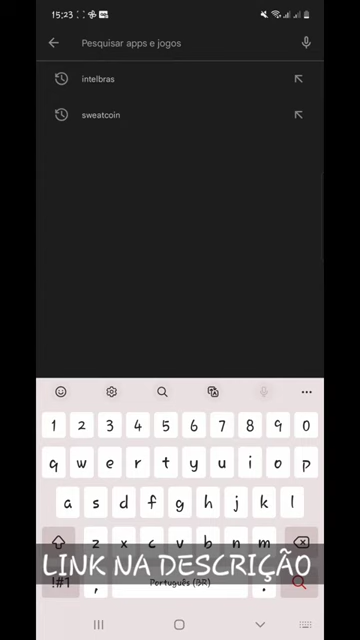 15:23
Pesquisar apps e jogos
intelbras
sweatcoin
1 2 3 4 5 6 7 8 9 0
q w e r t y u i o p
a s d f g h j k l
z x c v b n m
LINK NA DESCRIÇÃO
!#1 , Português (BR) .